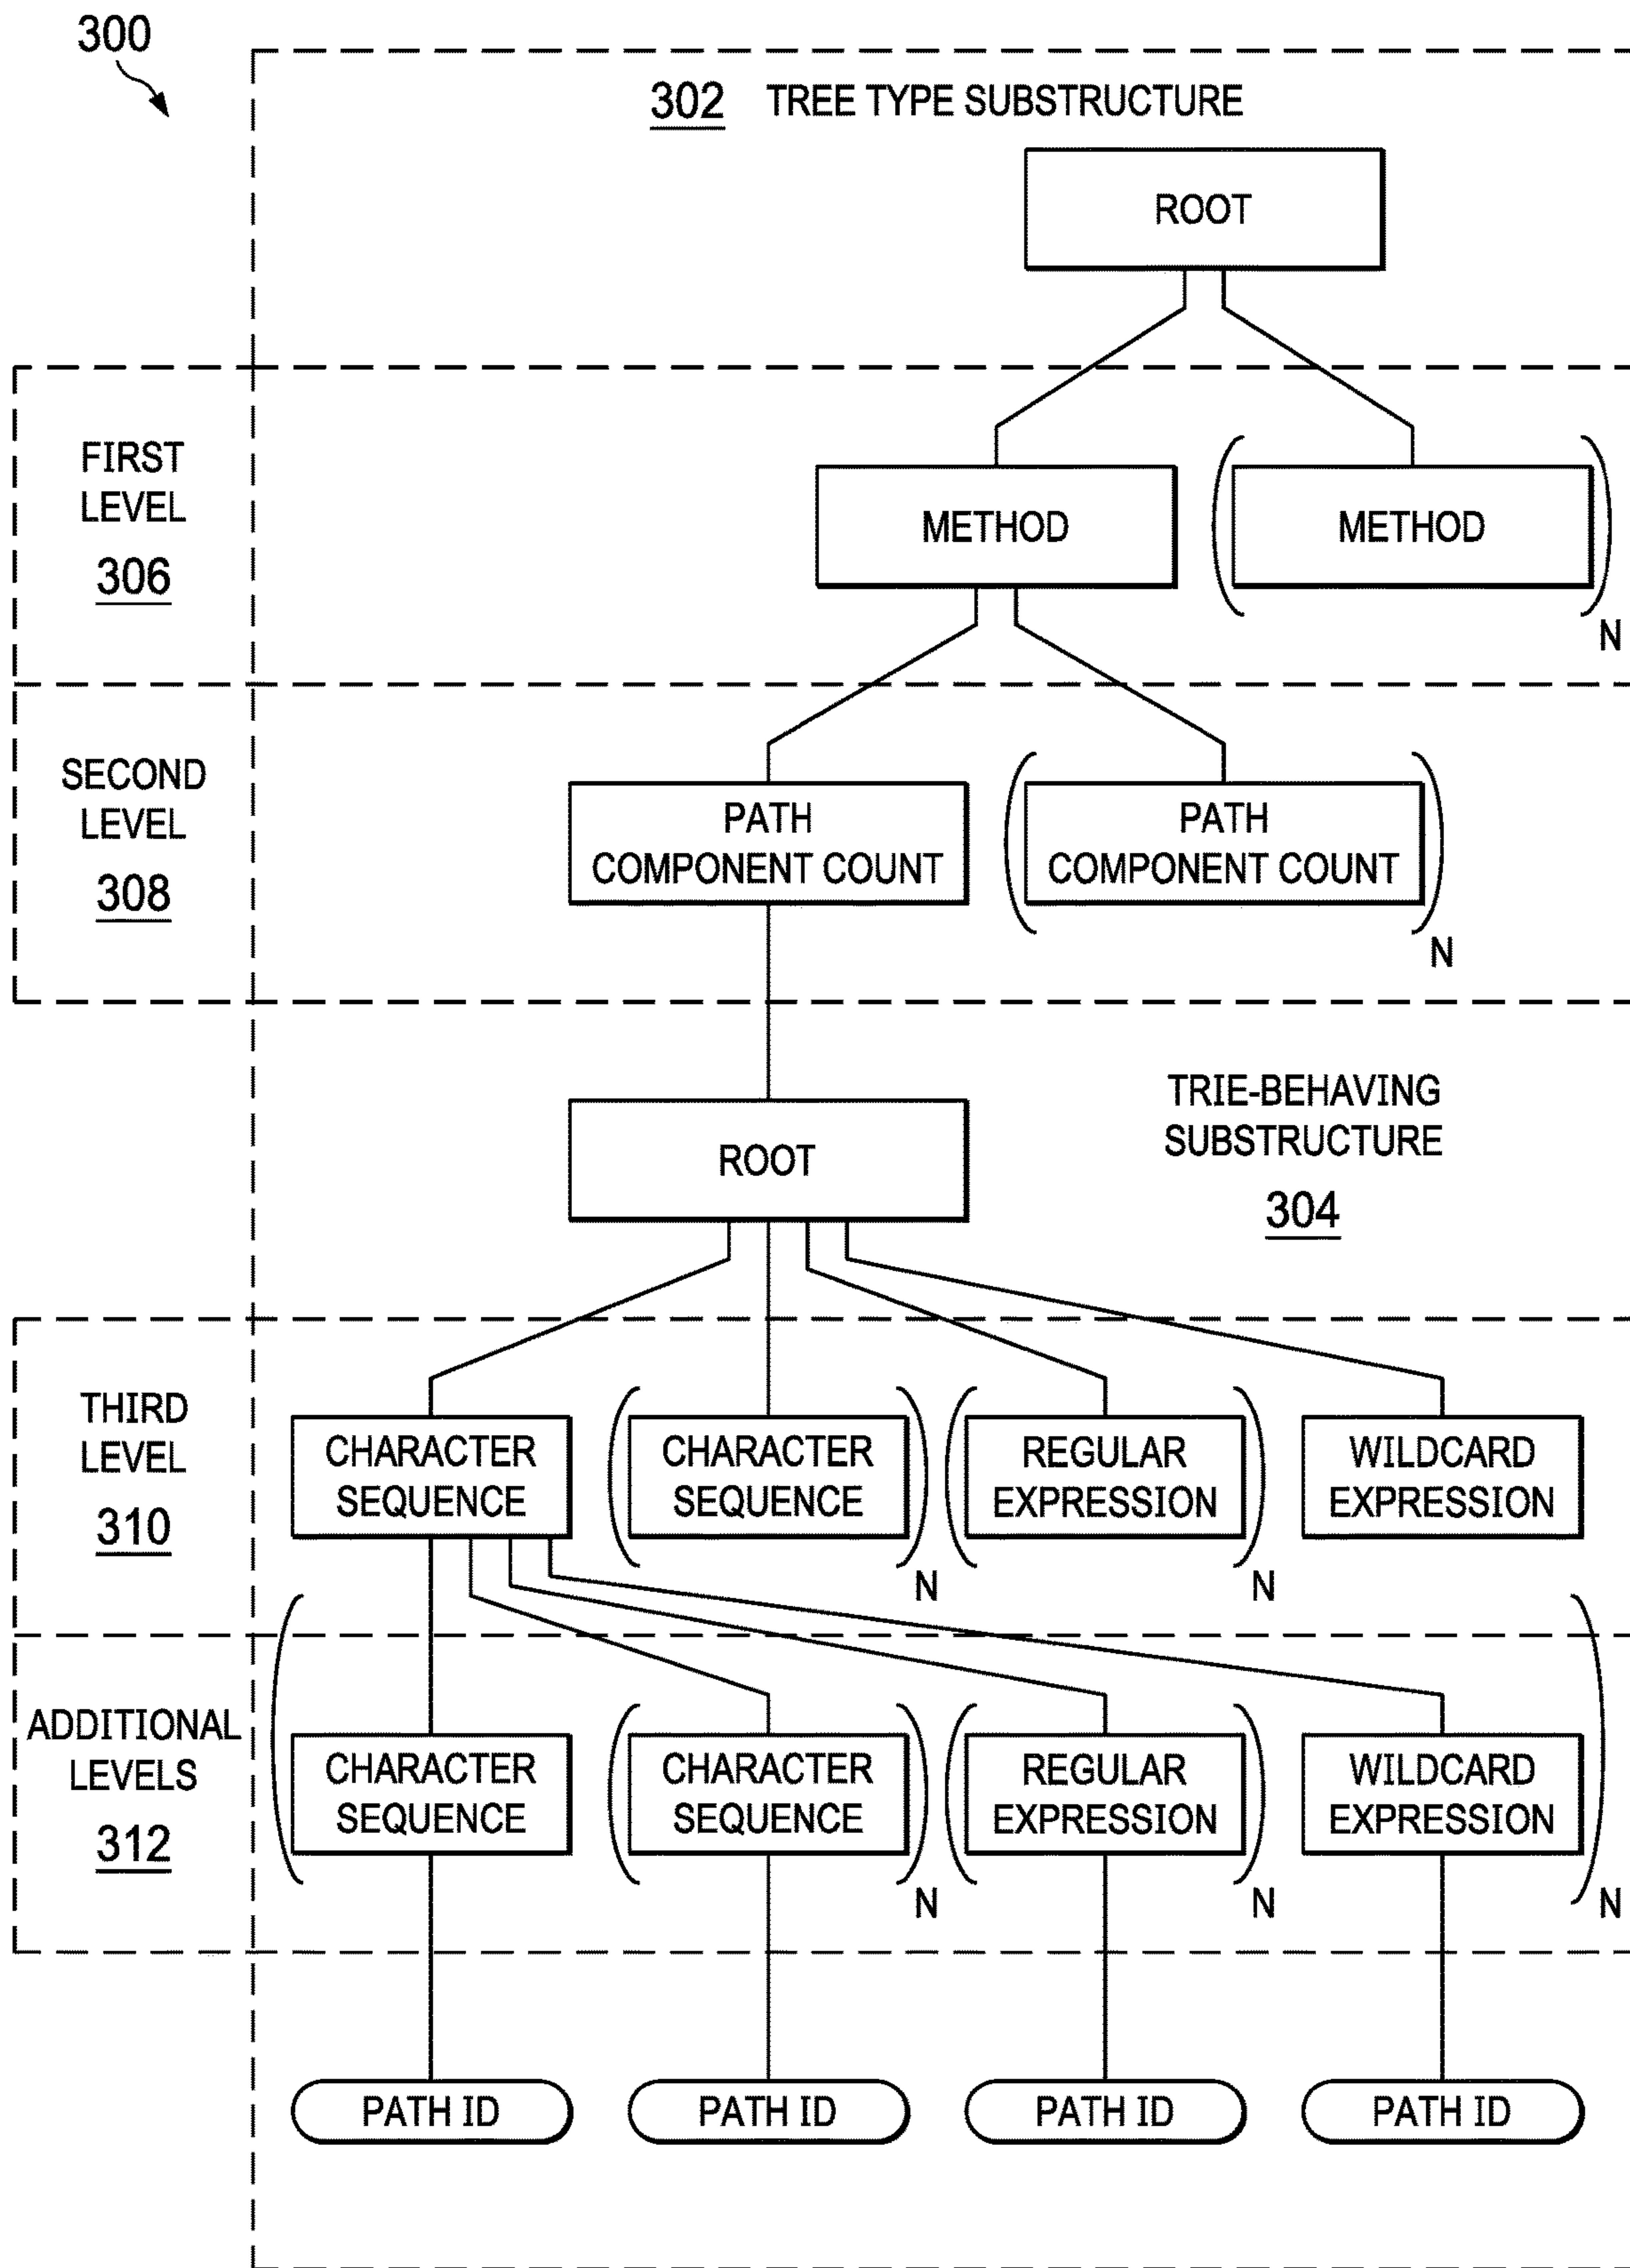 300
302 TREE TYPE SUBSTRUCTURE
ROOT
FIRST
LEVEL
306
METHOD
METHOD
N
SECOND
LEVEL
308
PATH
COMPONENT COUNT
PATH
COMPONENT COUNT
N
TRIE-BEHAVING
SUBSTRUCTURE
304
ROOT
THIRD
LEVEL
310
CHARACTER
SEQUENCE
CHARACTER
SEQUENCE
N
REGULAR
EXPRESSION
N
WILDCARD
EXPRESSION
ADDITIONAL
LEVELS
312
CHARACTER
SEQUENCE
CHARACTER
SEQUENCE
N
REGULAR
EXPRESSION
N
WILDCARD
EXPRESSION
N
PATH ID
PATH ID
PATH ID
PATH ID